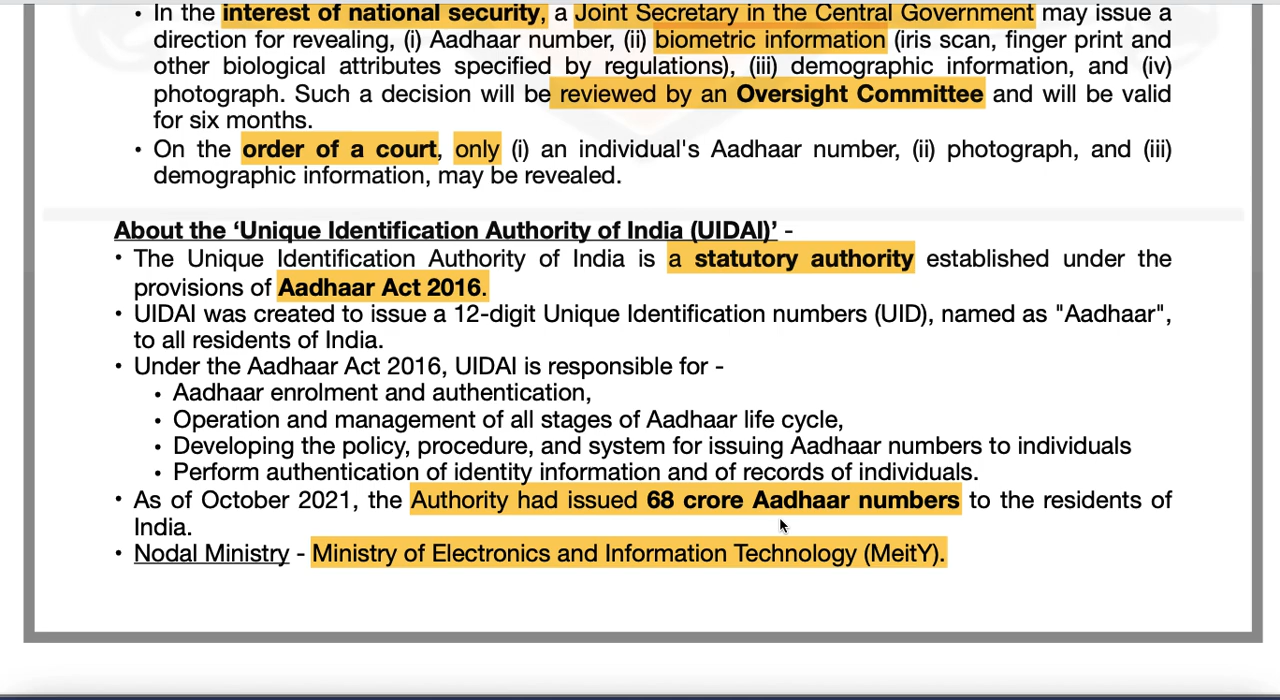 • In the interest of national security, a Joint Secretary in the Central Government may issue a
direction for revealing, (i) Aadhaar number, (ii) biometric information (iris scan, finger print and
other biological attributes specified by regulations), (iii) demographic information, and (iv)
photograph. Such a decision will be reviewed by an Oversight Committee and will be valid
for six months.
• On the order of a court, only (i) an individual's Aadhaar number, (ii) photograph, and (iii)
demographic information, may be revealed.
About the ‘Unique Identification Authority of India (UIDAI)’ -
• The Unique Identification Authority of India is a statutory authority established under the
provisions of Aadhaar Act 2016.
• UIDAI was created to issue a 12-digit Unique Identification numbers (UID), named as "Aadhaar",
to all residents of India.
• Under the Aadhaar Act 2016, UIDAI is responsible for -
• Aadhaar enrolment and authentication,
• Operation and management of all stages of Aadhaar life cycle,
• Developing the policy, procedure, and system for issuing Aadhaar numbers to individuals
• Perform authentication of identity information and of records of individuals.
• As of October 2021, the Authority had issued 68 crore Aadhaar numbers to the residents of
India.
• Nodal Ministry - Ministry of Electronics and Information Technology (MeitY).